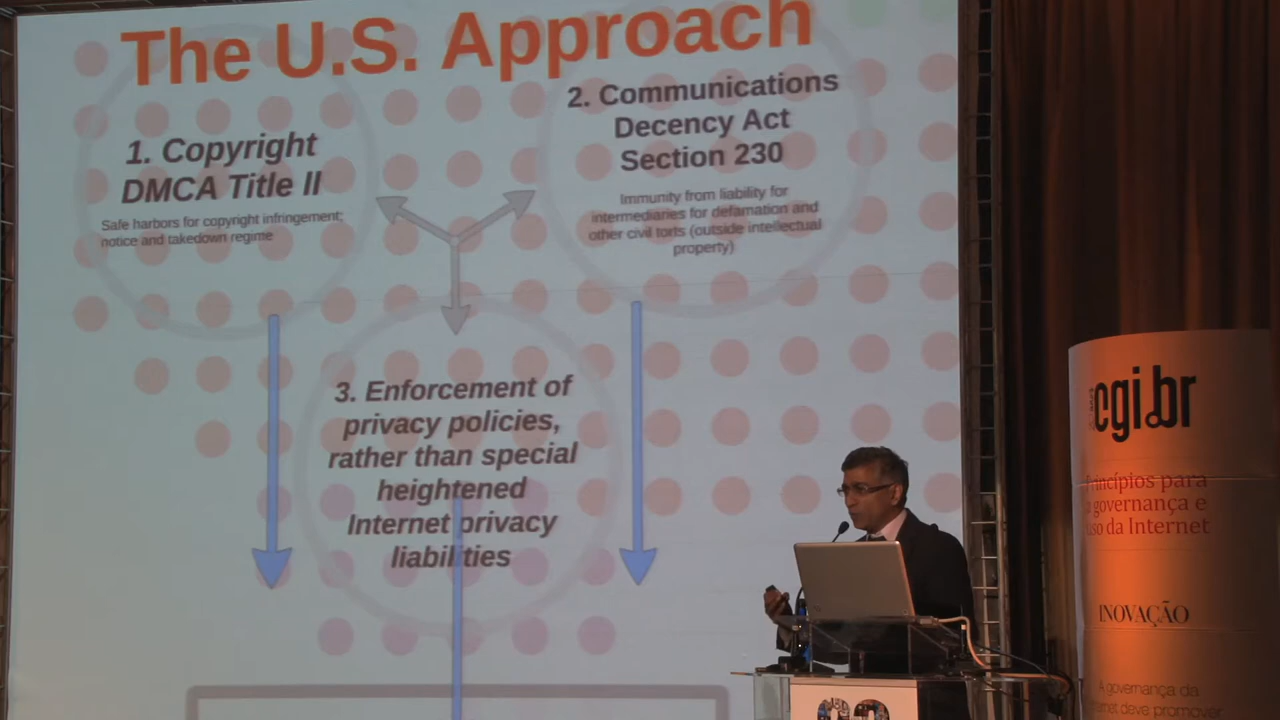 The U.S. Approach
1. Copyright
DMCA Title II
Safe harbors for copyright infringement;
notice and takedown regime
2. Communications
Decency Act
Section 230
Immunity from liability for
intermediaries for defamation and
other civil torts (outside intellectual
property)
3. Enforcement of
privacy policies,
rather than special
heightened
Internet privacy
liabilities
cgi.br
Princípios para
a governança e
uso da Internet
INOVAÇÃO
A governança da
Internet deve promover